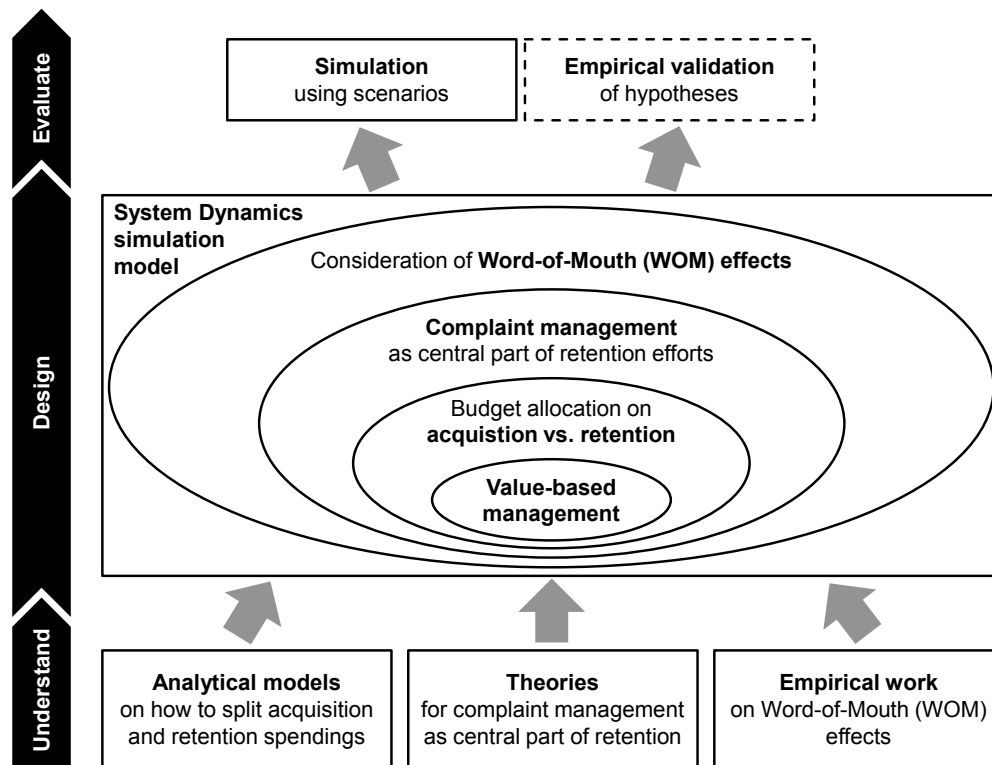 Evaluate
Simulation
using scenarios
Empirical validation
of hypotheses
Design
System Dynamics
simulation
model
Consideration of Word-of-Mouth (WOM) effects
Complaint management
as central part of retention efforts
Budget allocation on
acquistion vs. retention
Value-based
management
Understand
Analytical models
on how to split acquisition
and retention spendings
Theories
for complaint management
as central part of retention
Empirical work
on Word-of-Mouth (WOM)
effects